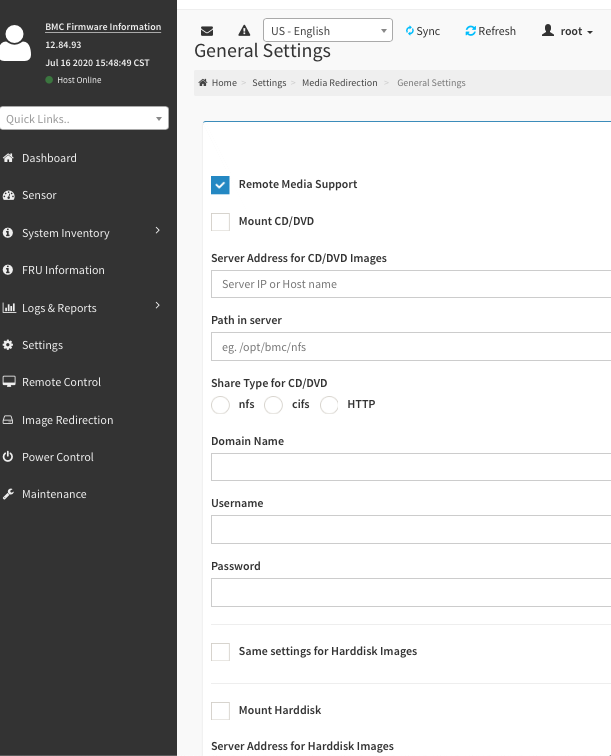 BMC Firmware Information
12.84.93
Jul 16 2020 15:48:49 CST
Host Online
Quick Links..
Dashboard
Sensor
System Inventory
FRU Information
Logs & Reports
Settings
Remote Control
Image Redirection
Power Control
Maintenance
US - English
Sync
Refresh
root
General Settings
Home > Settings > Media Redirection > General Settings
Remote Media Support
Mount CD/DVD
Server Address for CD/DVD Images
Server IP or Host name
Path in server
eg. /opt/bmc/nfs
Share Type for CD/DVD
nfs cifs HTTP
Domain Name
Username
Password
Same settings for Harddisk Images
Mount Harddisk
Server Address for Harddisk Images